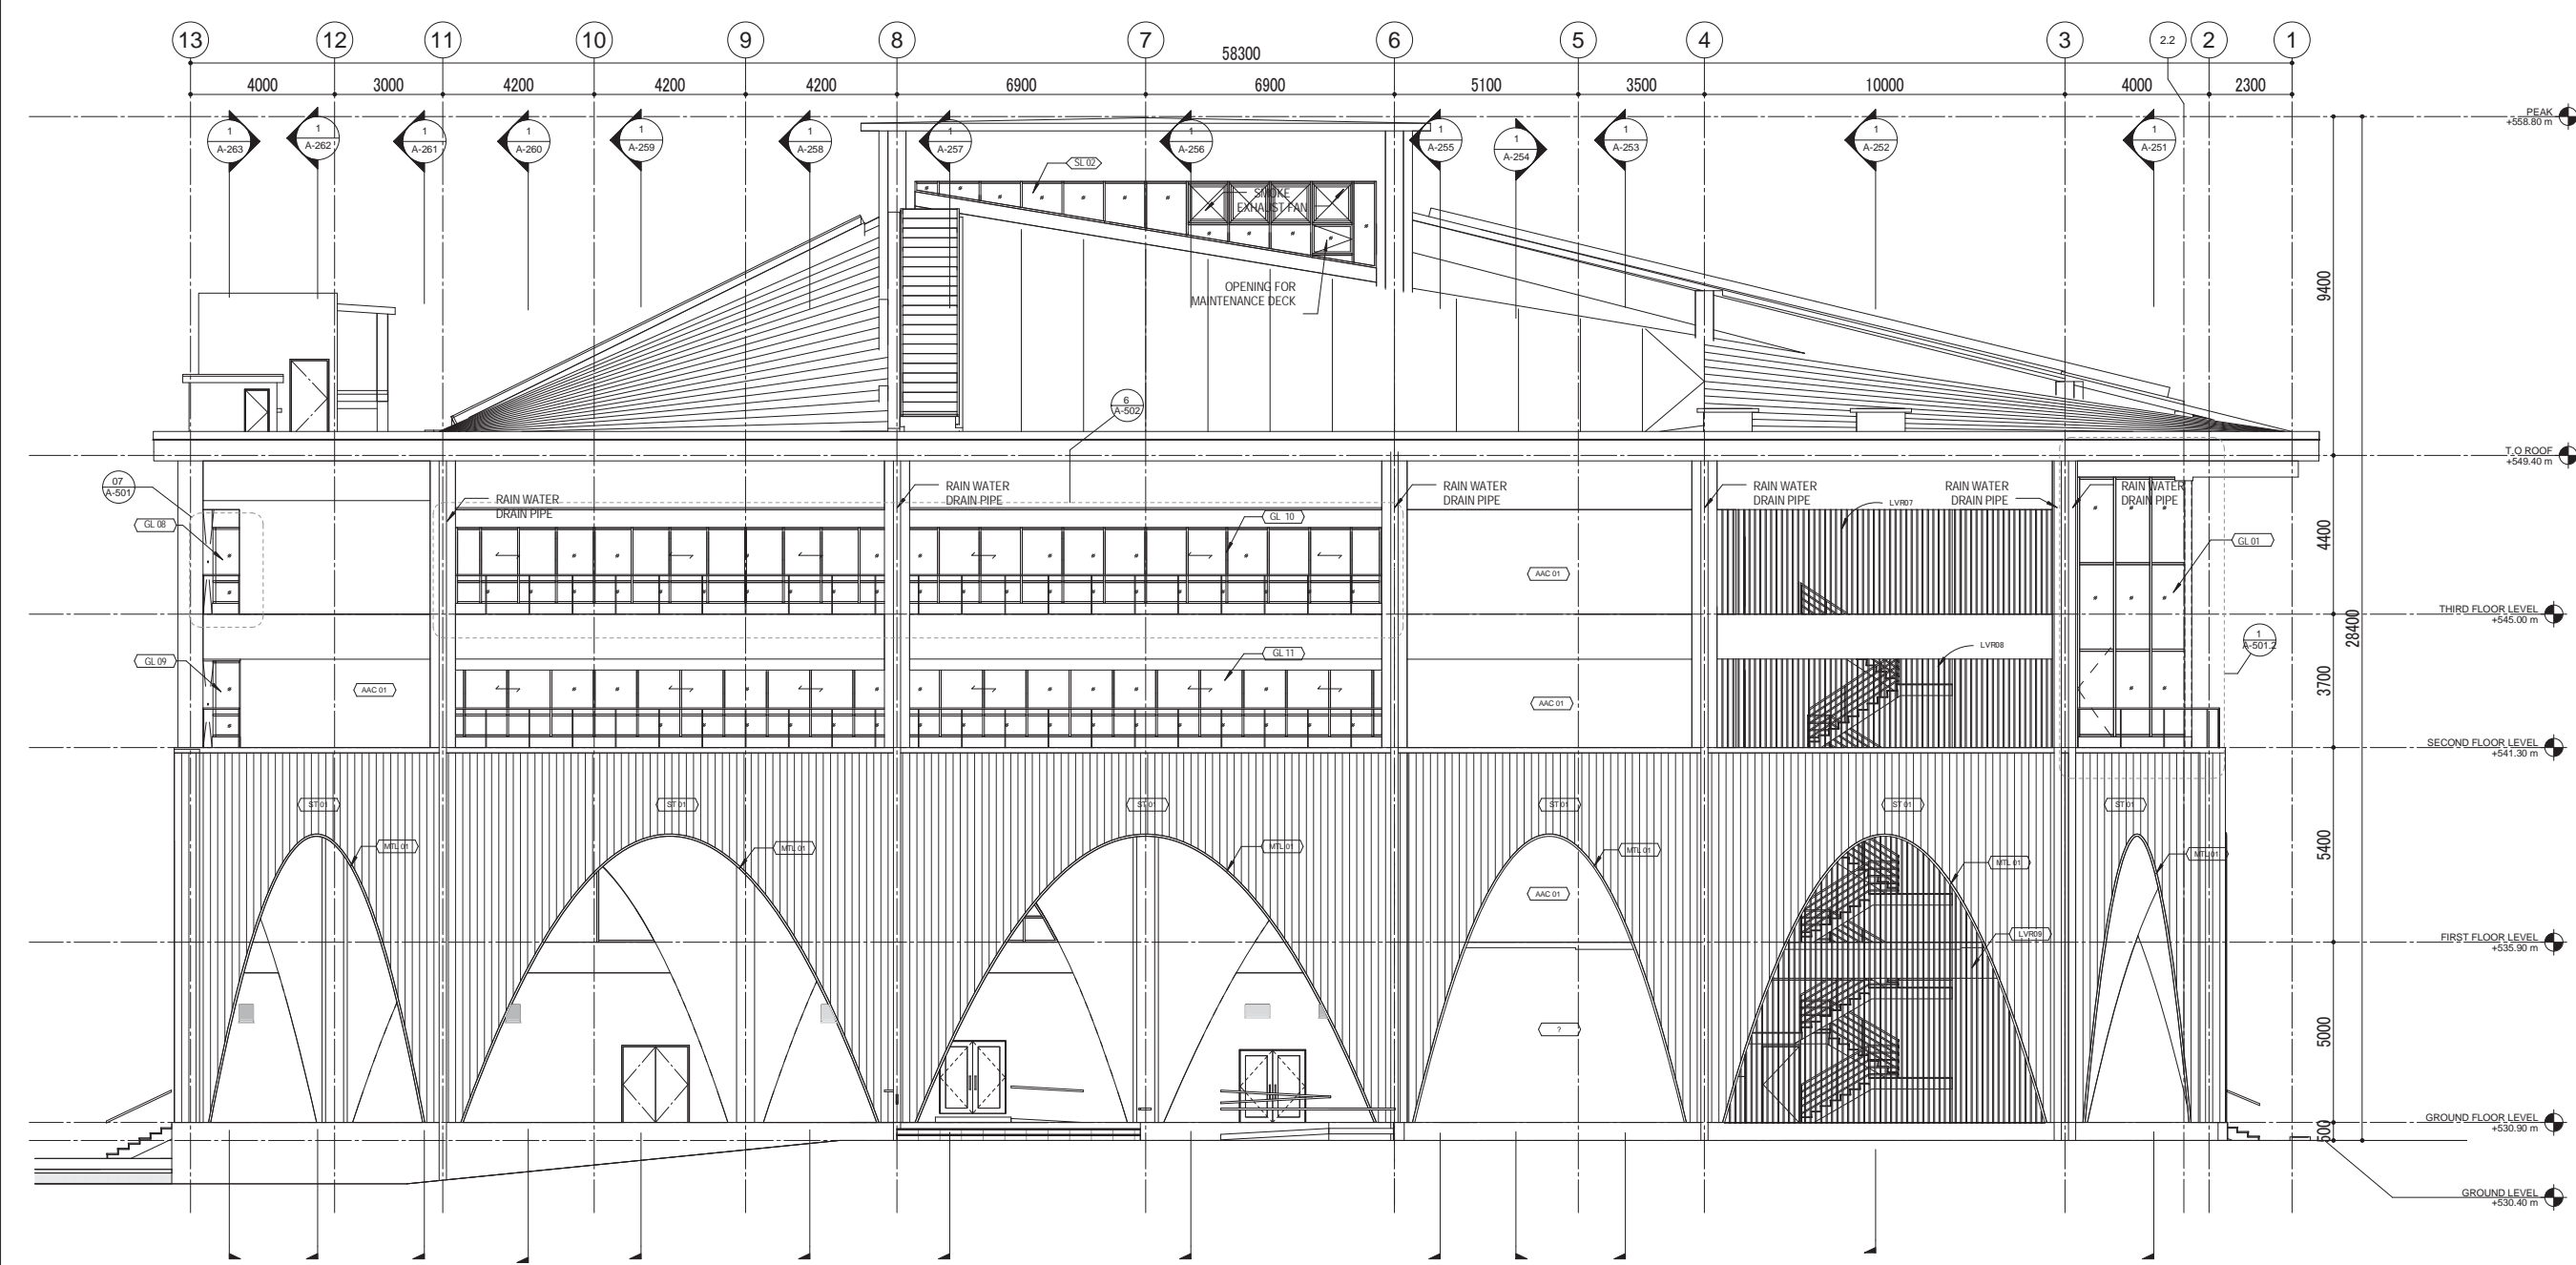 13 12 11 10 9 8 7 6 5 4 3 2.2 2 1
58300
4000 3000 4200 4200 4200 6900 6900 5100 3500 10000 4000 2300
PEAK
+558.80 m
1
A-263
1
A-262
1
A-261
1
A-260
1
A-259
1
A-258
1
A-257
1
A-256
1
A-255
1
A-254
1
A-253
1
A-252
1
A-251
SL 02
SMOKE
EXHAUST FAN
OPENING FOR
MAINTENANCE DECK
9400
6
A-502
T.O ROOF
+549.40 m
07
A-501
RAIN WATER
DRAIN PIPE
RAIN WATER
DRAIN PIPE
RAIN WATER
DRAIN PIPE
RAIN WATER
DRAIN PIPE
RAIN WATER
DRAIN PIPE
RAIN WATER
DRAIN PIPE
LVR07
GL 08
GL 10
GL 01
4400
AAC 01
THIRD FLOOR LEVEL
+545.00 m
28400
1
A-501.2
GL 09
GL 11
LVR08
AAC 01
AAC 01
3700
SECOND FLOOR LEVEL
+541.30 m
ST 01
ST 01
ST 01
ST 01
ST 01
ST 01
MTL 01
MTL 01
MTL 01
MTL 01
MTL 01
MTL 01
5400
AAC 01
LVR09
FIRST FLOOR LEVEL
+535.90 m
?
5000
GROUND FLOOR LEVEL
+530.90 m
500
GROUND LEVEL
+530.40 m